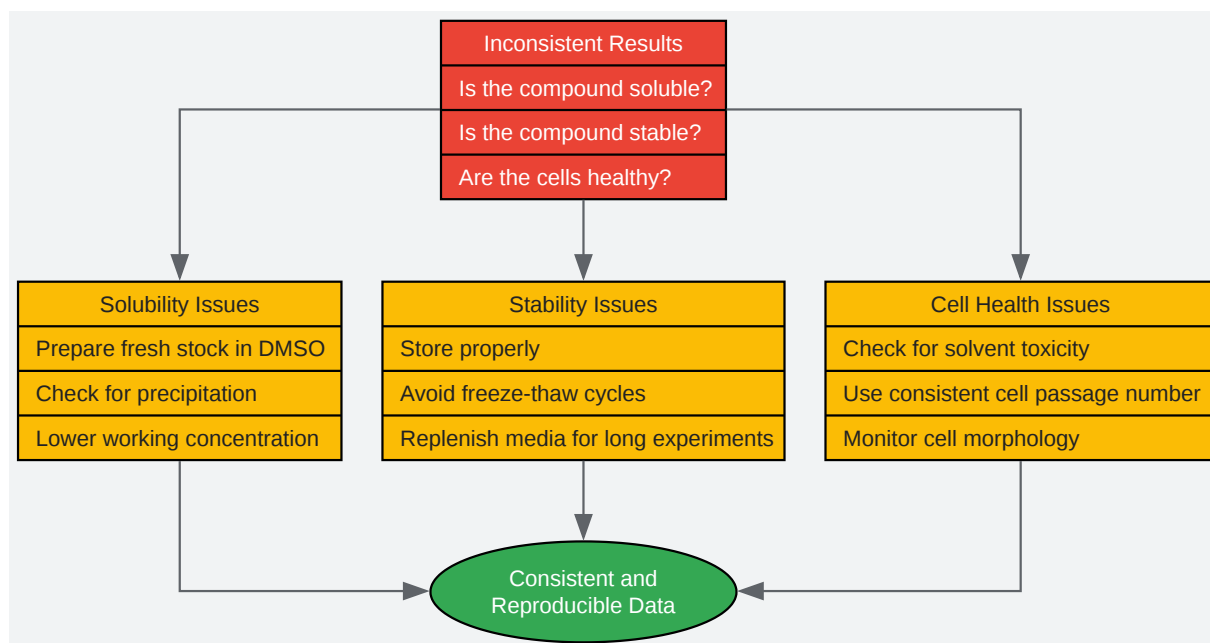 Inconsistent Results
Is the compound soluble?
Is the compound stable?
Are the cells healthy?
Solubility Issues
Prepare fresh stock in DMSO
Check for precipitation
Lower working concentration
Stability Issues
Store properly
Avoid freeze-thaw cycles
Replenish media for long experiments
Cell Health Issues
Check for solvent toxicity
Use consistent cell passage number
Monitor cell morphology
Consistent and
Reproducible Data